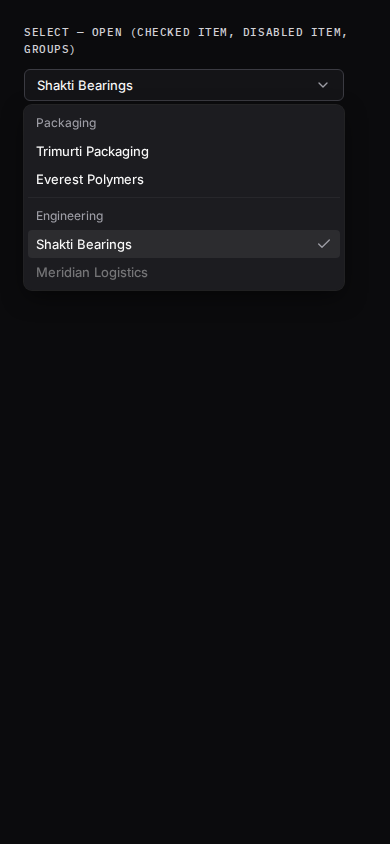 SELECT — OPEN (CHECKED ITEM, DISABLED ITEM,
GROUPS)
Shakti Bearings
Packaging
Trimurti Packaging
Everest Polymers
Engineering
Shakti Bearings
Meridian Logistics